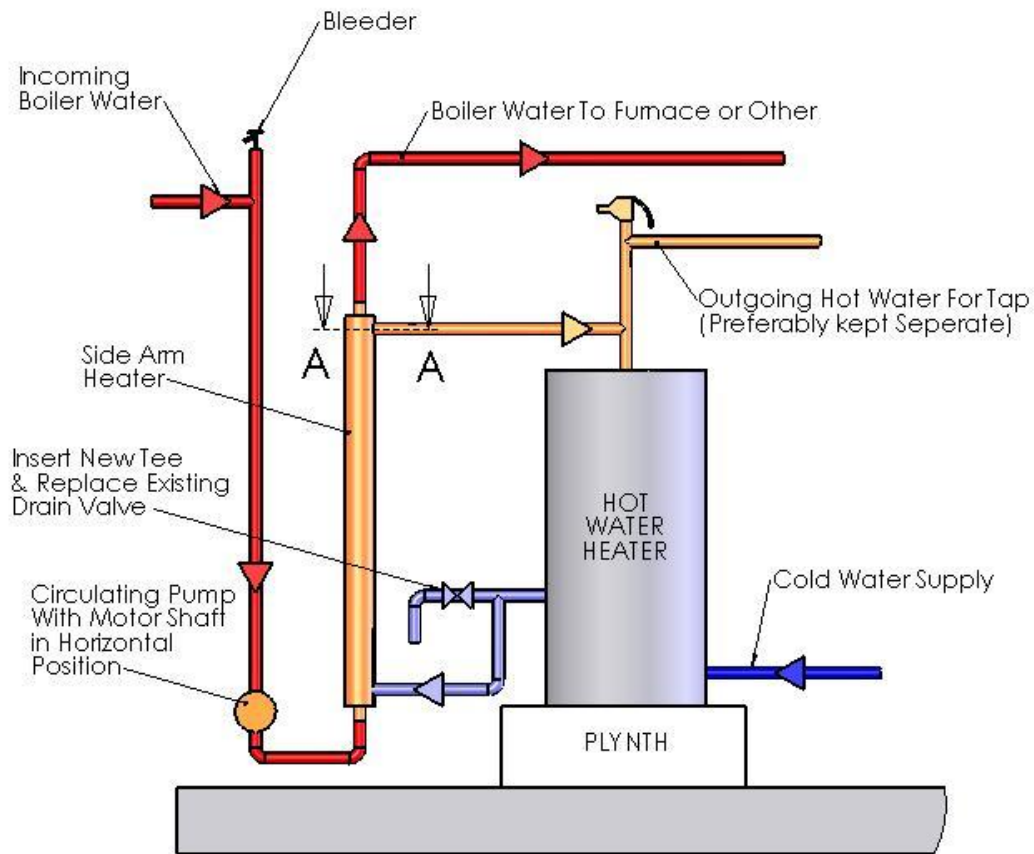 Bleeder
Incoming
Boiler Water
Boiler Water To Furnace or Other
Outgoing Hot Water For Tap
(Preferably kept Seperate)
A
A
Side Arm
Heater
Insert New Tee
& Replace Existing
Drain Valve
HOT
WATER
HEATER
Cold Water Supply
Circulating Pump
With Motor Shaft
in Horizontal
Position
PLYNTH